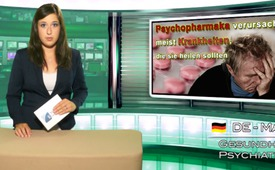 Psychopharmaka verursach
meist Krankheiten
die sie heilen sollten
DE - MA
GESUNDH
PSYCHIAT